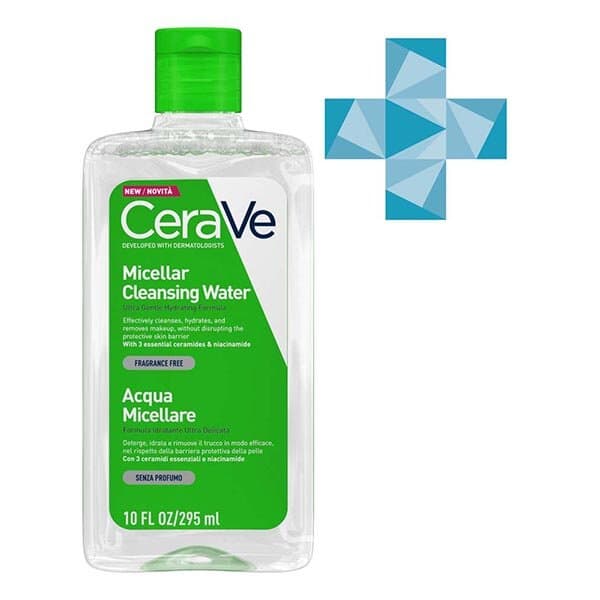 NEW / NOVITÀ
CeraVe
DEVELOPED WITH DERMATOLOGISTS
Micellar
Cleansing Water
Ultra Gentle Hydrating Formula
Effectively cleanses, hydrates, and
removes makeup, without disrupting the
protective skin barrier
With 3 essential ceramides & niacinamide
FRAGRANCE FREE
Acqua
Micellare
Formula Idratante Ultra Delicata
Deterge, idrata e rimuove il trucco in modo efficace,
nel rispetto della barriera protettiva della pelle
Con 3 ceramidi essenziali e niacinamide
SENZA PROFUMO
10 FL OZ/295 ml